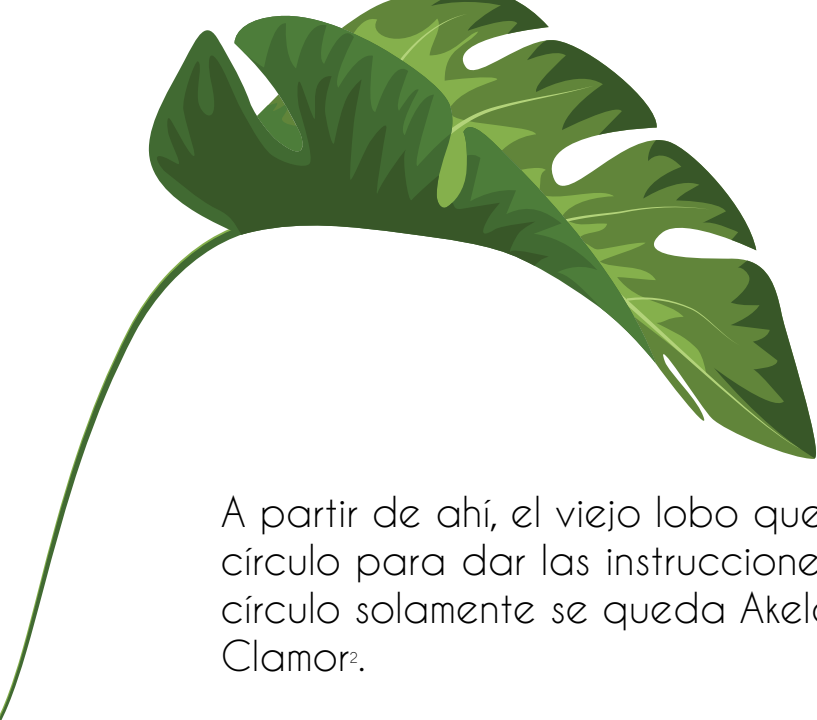 A partir de ahí, el viejo lobo que
círculo para dar las instruccione
círculo solamente se queda Akel
Clamor².